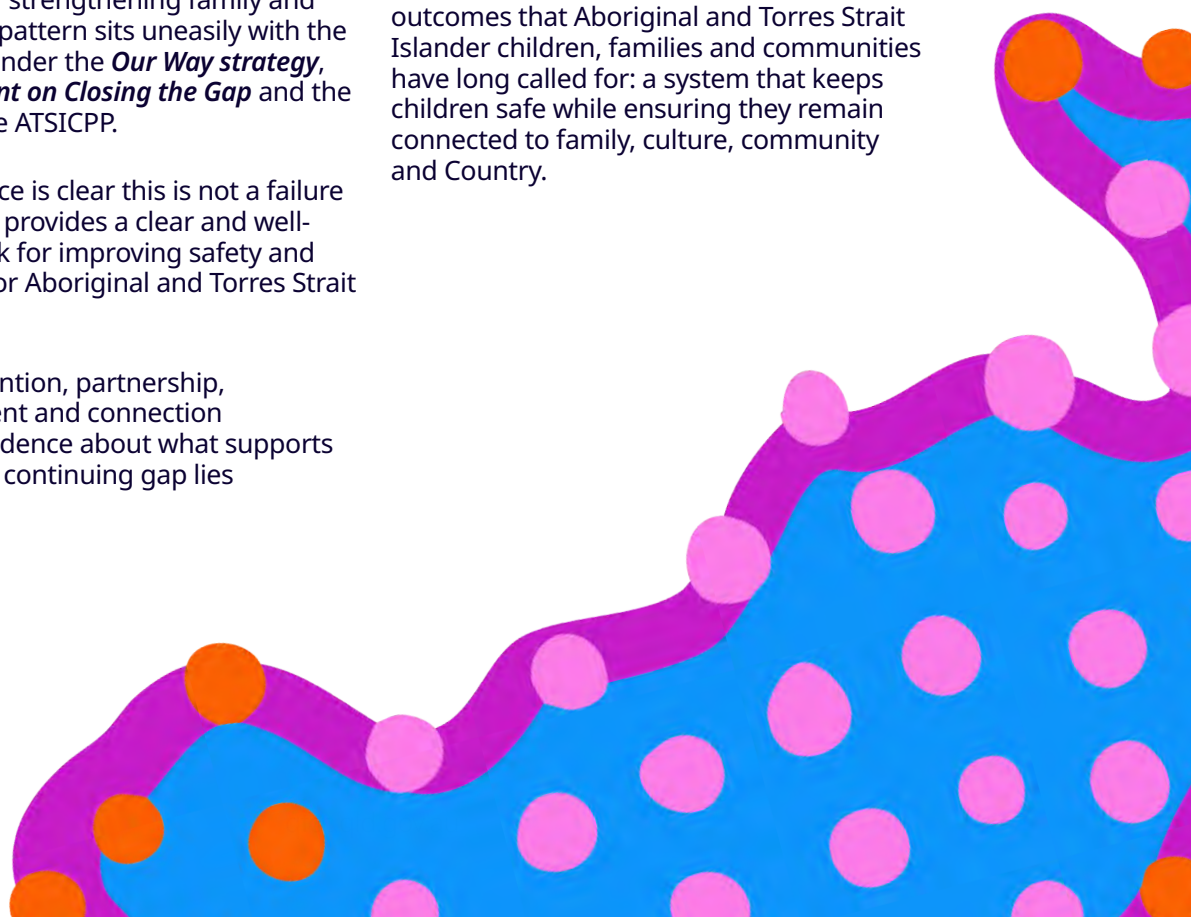 strengthening family and
pattern sits uneasily with the
nder the Our Way strategy,
nt on Closing the Gap and the
e ATSICPP.
ce is clear this is not a failure
provides a clear and well-
k for improving safety and
or Aboriginal and Torres Strait
ntion, partnership,
ent and connection
dence about what supports
continuing gap lies
outcomes that Aboriginal and Torres Strait
Islander children, families and communities
have long called for: a system that keeps
children safe while ensuring they remain
connected to family, culture, community
and Country.